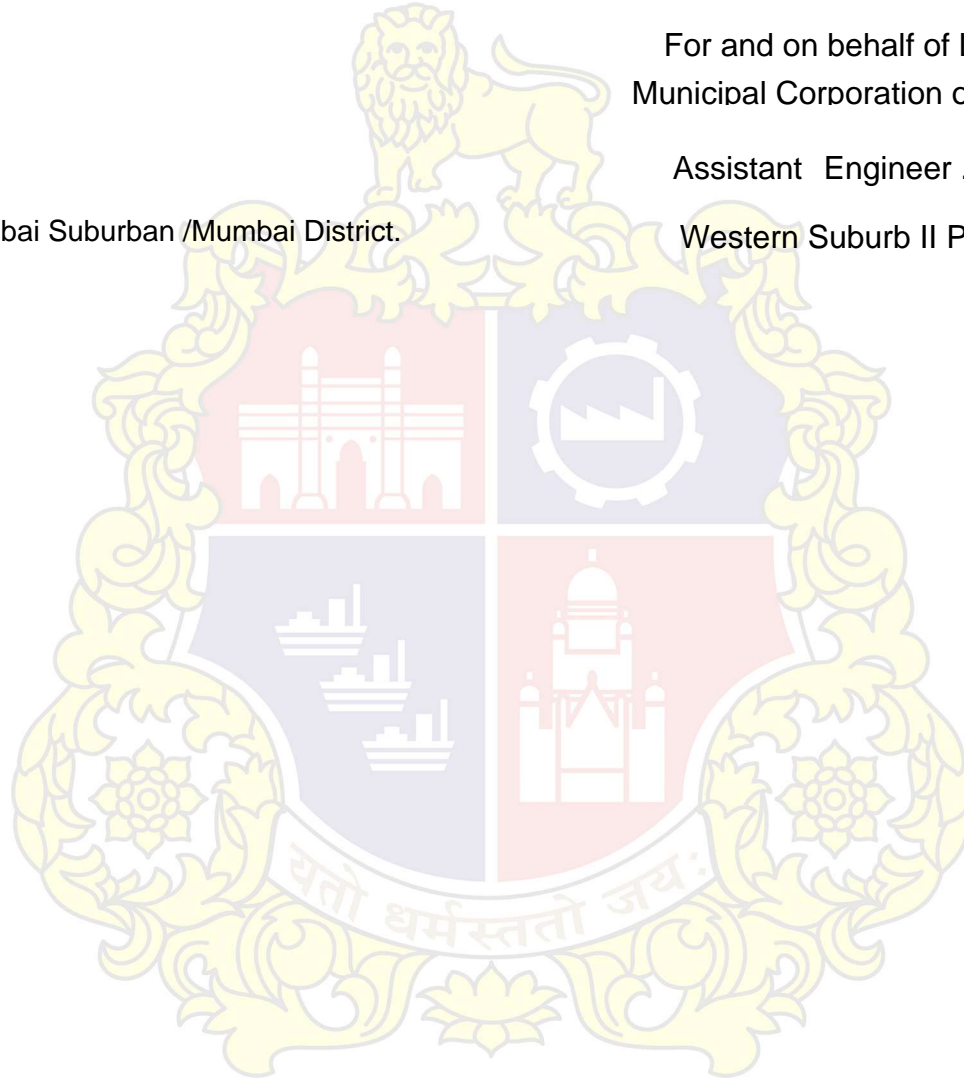 For and on behalf of
Municipal Corporation
Assistant Engineer
bai Suburban /Mumbai District.
Western Suburb II P
यतो धर्मस्ततो जय: